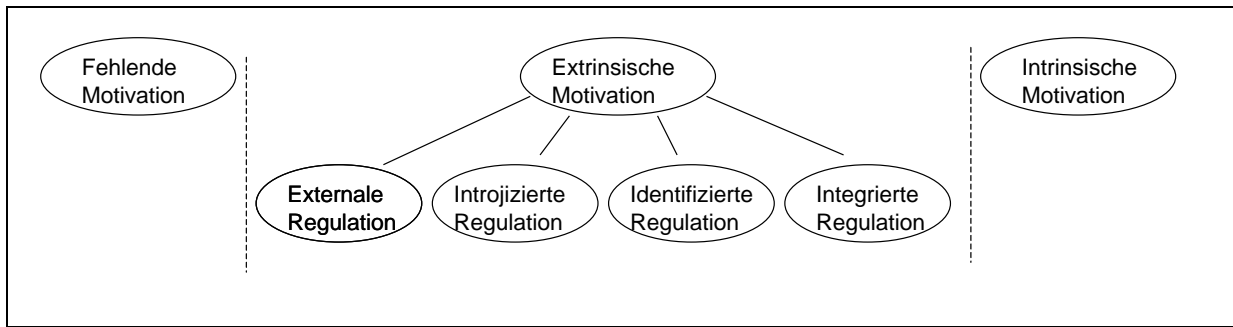 Fehlende
Motivation
Extrinsische
Motivation
Intrinsische
Motivation
Externale
Regulation
Introjizierte
Regulation
Identifizierte
Regulation
Integrierte
Regulation